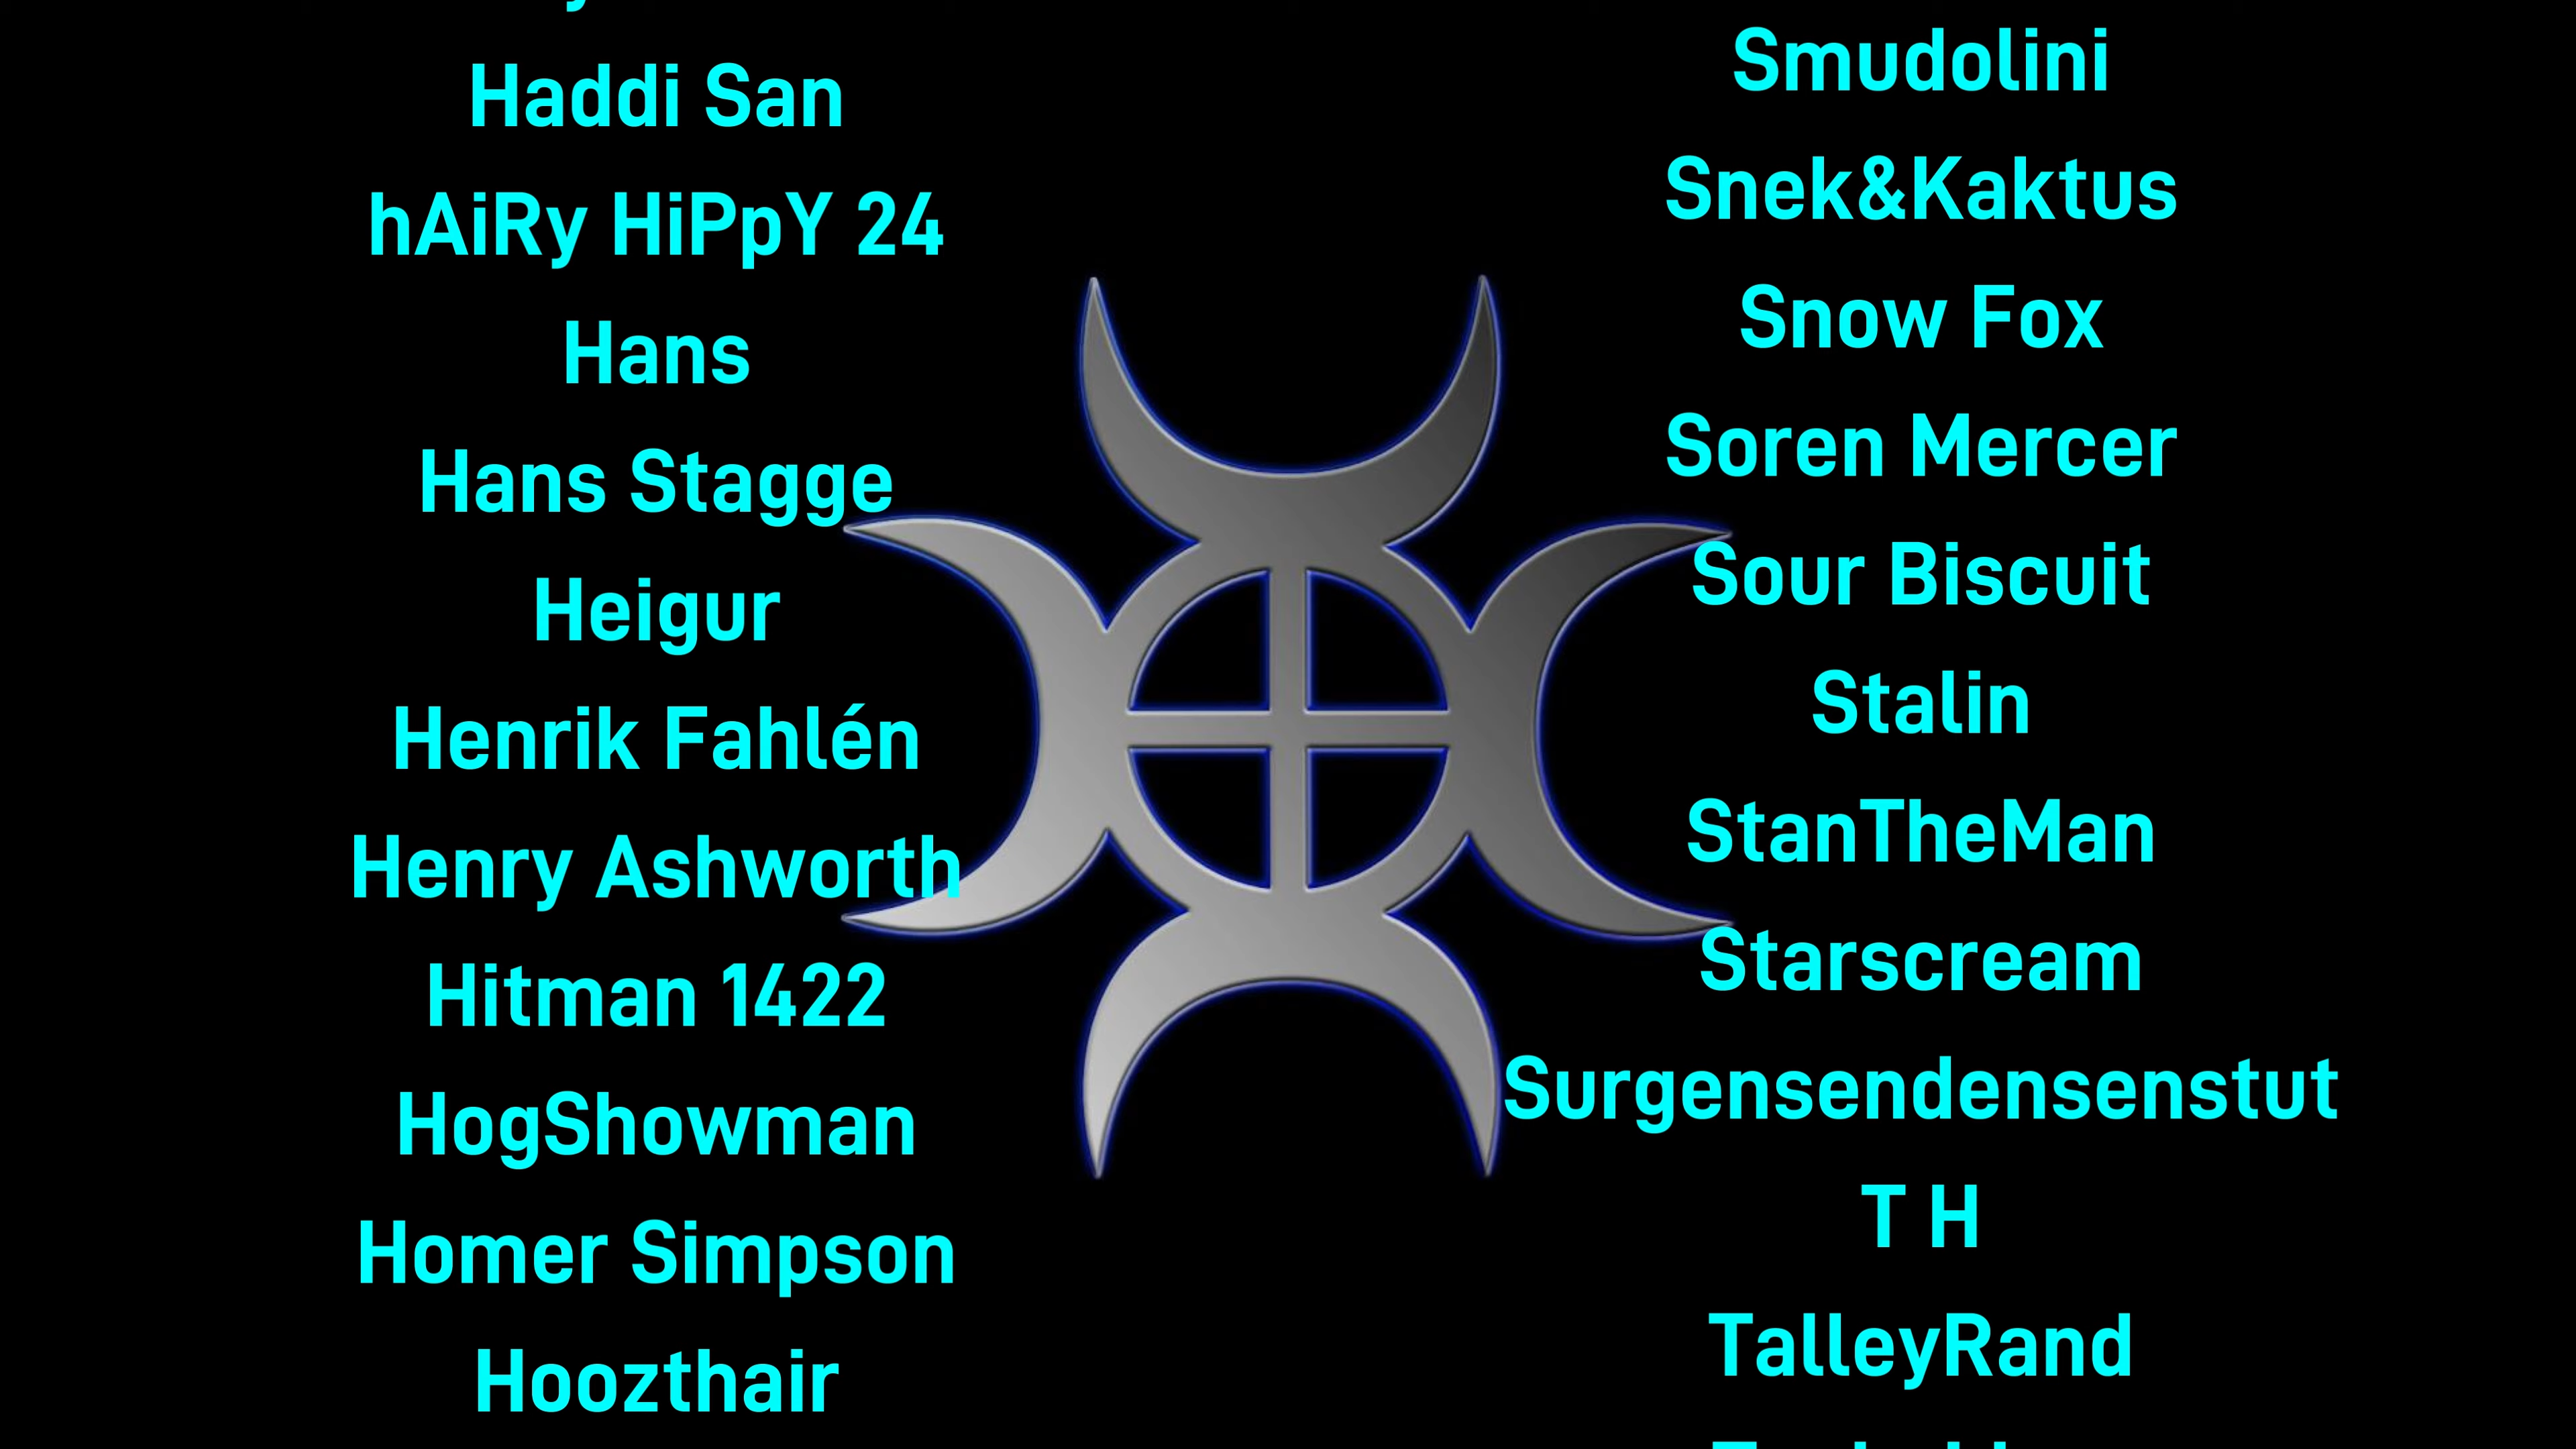 Haddi San
hAiRy HiPpY 24
Hans
Hans Stagge
Heigur
Henrik Fahlén
Henry Ashworth
Hitman 1422
HogShowman
Homer Simpson
Hoozthair
Smudolini
Snek&Kaktus
Snow Fox
Soren Mercer
Sour Biscuit
Stalin
StanTheMan
Starscream
Surgensendensenstut
T H
TalleyRand